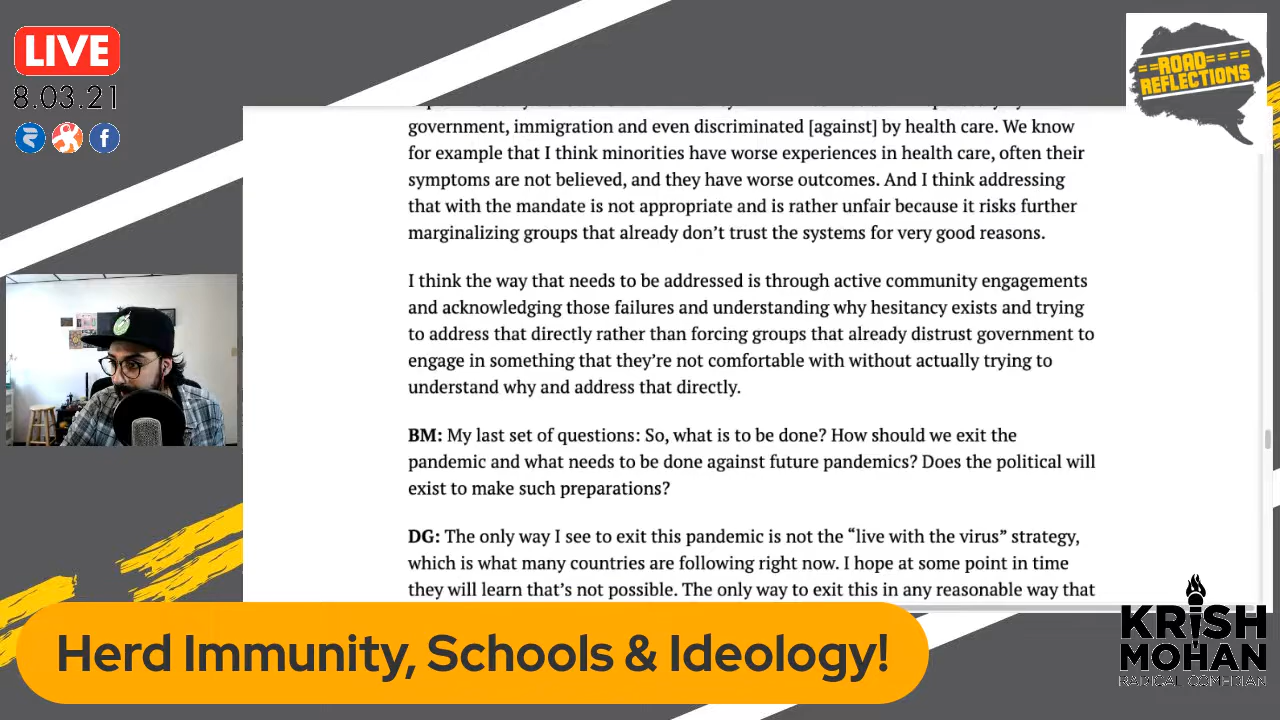 LIVE
8.03.21
==ROAD====
REFLECTIONS
government, immigration and even discriminated [against] by health care. We know
for example that I think minorities have worse experiences in health care, often their
symptoms are not believed, and they have worse outcomes. And I think addressing
that with the mandate is not appropriate and is rather unfair because it risks further
marginalizing groups that already don’t trust the systems for very good reasons.
I think the way that needs to be addressed is through active community engagements
and acknowledging those failures and understanding why hesitancy exists and trying
to address that directly rather than forcing groups that already distrust government to
engage in something that they’re not comfortable with without actually trying to
understand why and address that directly.
BM: My last set of questions: So, what is to be done? How should we exit the
pandemic and what needs to be done against future pandemics? Does the political will
exist to make such preparations?
DG: The only way I see to exit this pandemic is not the “live with the virus” strategy,
which is what many countries are following right now. I hope at some point in time
they will learn that’s not possible. The only way to exit this in any reasonable way that
Herd Immunity, Schools & Ideology!
KRISH
MOHAN
RADICAL COMEDIAN